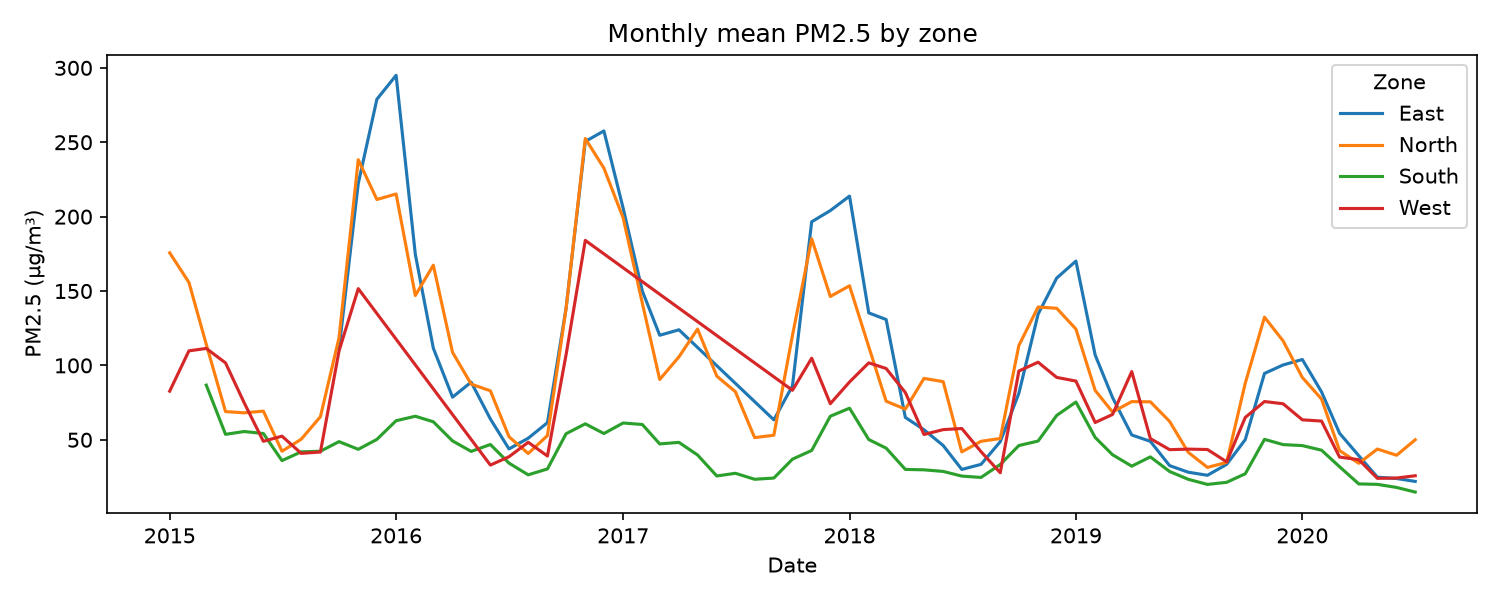 Monthly mean PM2.5 by zone
PM2.5 (µg/m³)
300
250
200
150
100
50
2015
2016
2017
2018
2019
2020
Date
Zone
East
North
South
West